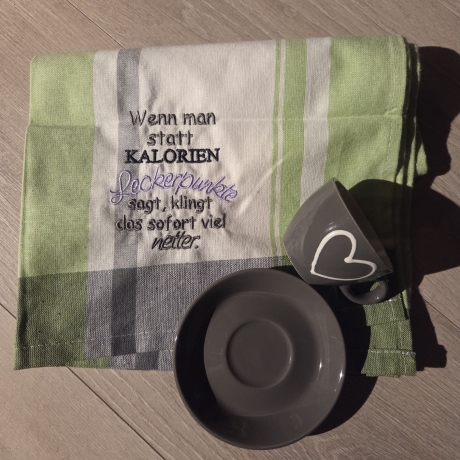 Wenn man
statt
KALORIEN
Leckerpunkte
sagt, klingt
das sofort viel
netter.